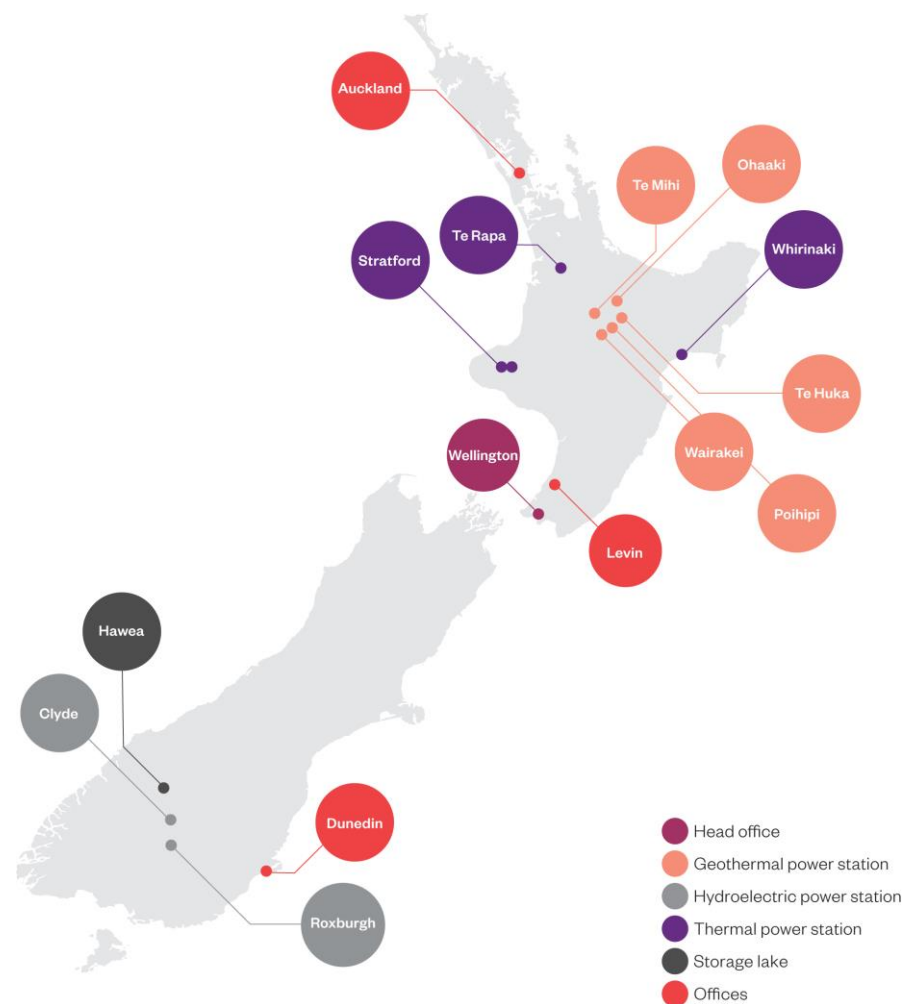 Auckland
Ohaaki
Te Mihi
Te Rapa
Whirinaki
Stratford
Te Huka
Wairakei
Wellington
Poihipi
Levin
Hawea
Clyde
Dunedin
Roxburgh
Head office
Geothermal power station
Hydroelectric power station
Thermal power station
Storage lake
Offices